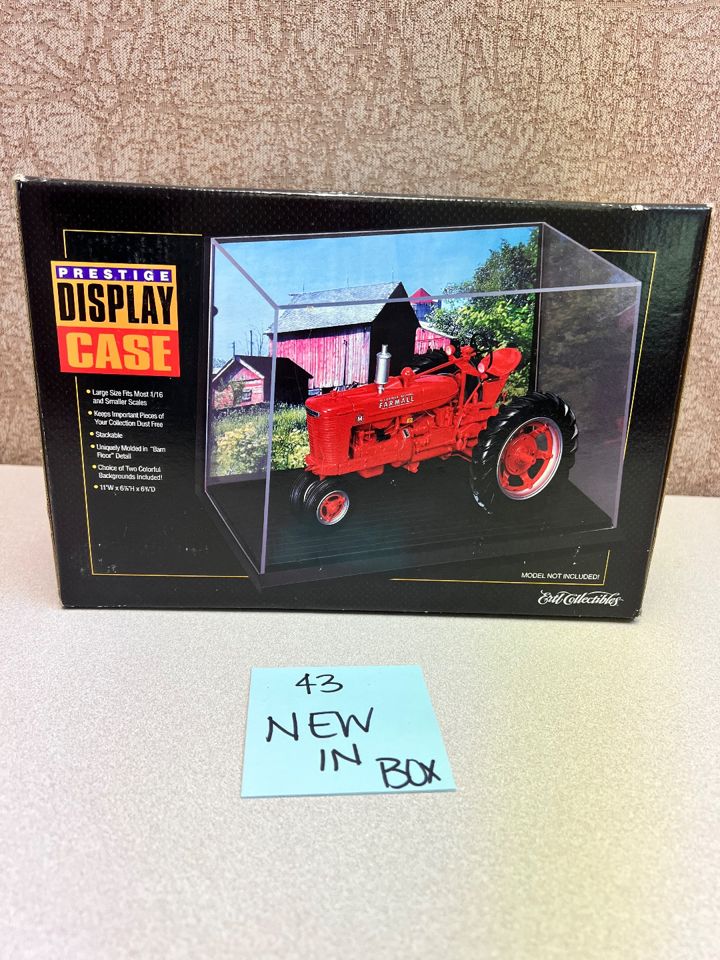 PRESTIGE
DISPLAY
CASE
• Large Size Fits Most 1/16
and Smaller Scales
• Keeps Important Pieces of
Your Collection Dust Free
• Stackable
• Uniquely Molded in "Barn
Floor" Detail
• Choice of Two Colorful
Backgrounds Included!
FARMALL
H
MODEL NOT INCLUDED!
Ertl Collectibles
43
NEW
IN BOX